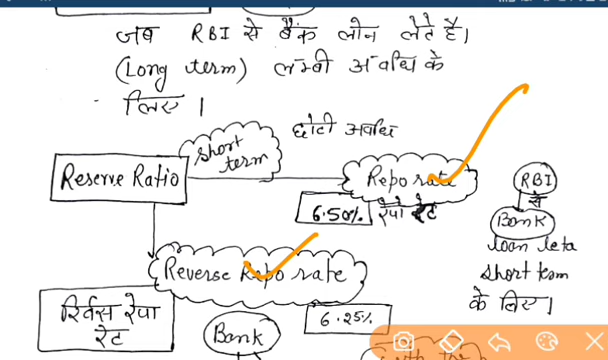 जब RBI से बैंक लोन लेते है।
(Long term) लम्बी अवधि के
लिए।
छोटी अवधि
short
term
Reserve Ratio
Repo rate
6.50%
रेपो रेट
RBI
से
Bank
loan leta
short term
के लिए।
Reverse Repo rate
रिर्वस रेपो
रेट
6.25%
Bank